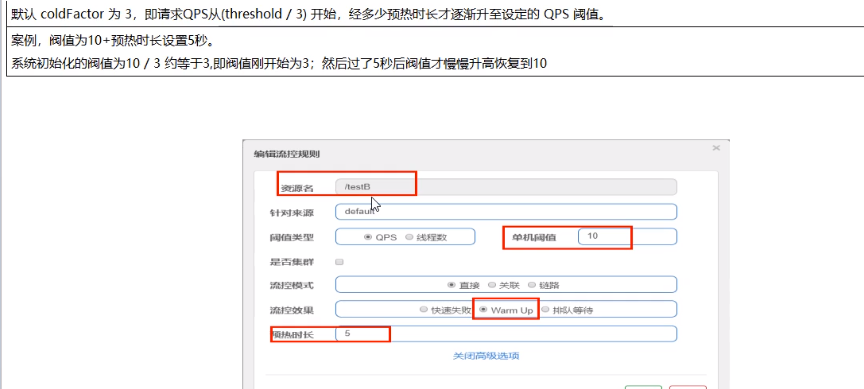 默认 coldFactor 为 3，即请求QPS从(threshold / 3) 开始，经多少预热时长才逐渐升至设定的 QPS 阈值。
案例，阀值为10+预热时长设置5秒。
系统初始化的阀值为10 / 3 约等于3,即阀值刚开始为3；然后过了5秒后阀值才慢慢升高恢复到10
编辑流控规则
资源名 /testB
针对来源 default
阈值类型 QPS 线程数 单机阈值 10
是否集群
流控模式 直接 关联 链路
流控效果 快速失败 Warm Up 排队等待
预热时长 5
关闭高级选项